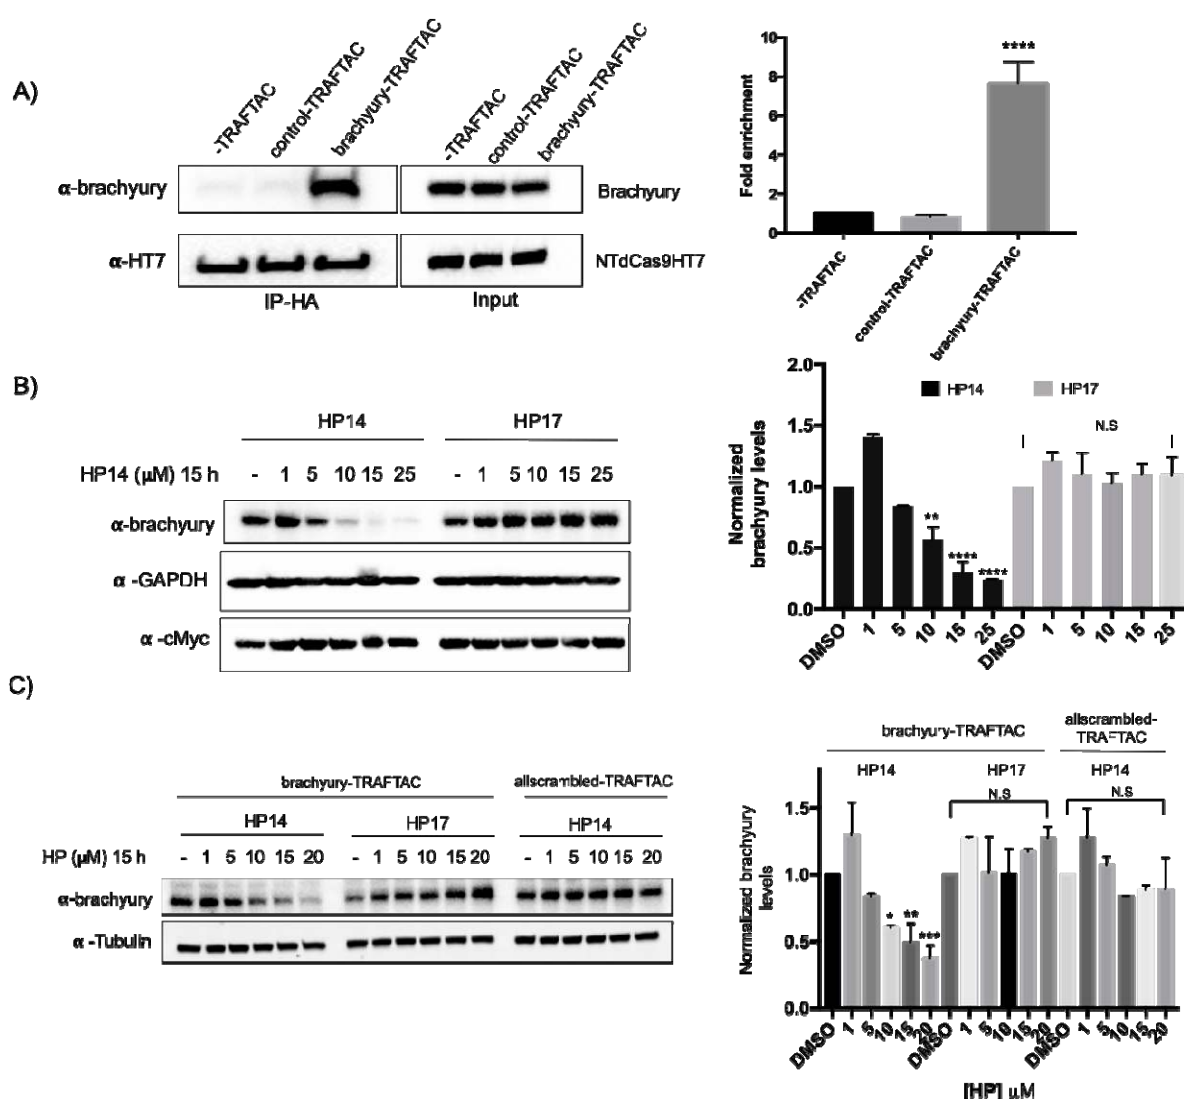 A)
-TRAFTAC
control-TRAFTAC
brachyury-TRAFTAC
-TRAFTAC
control-TRAFTAC
brachyury-TRAFTAC
α-brachyury
Brachyury
α-HT7
NTdCas9HT7
IP-HA
Input
Fold enrichment
10
8
6
4
2
0
****
-TRAFTAC
control-TRAFTAC
brachyury-TRAFTAC
B)
HP14
HP17
HP14 (μM) 15 h
- 1 5 10 15 25 - 1 5 10 15 25
α-brachyury
α -GAPDH
α -cMyc
Normalized
brachyury levels
2.0
1.5
1.0
0.5
0.0
HP14
HP17
N.S
**
****
****
DMSO 1 5 10 15 25 DMSO 1 5 10 15 25
C)
brachyury-TRAFTAC
allscrambled-TRAFTAC
HP14
HP17
HP14
HP (μM) 15 h
- 1 5 10 15 20 - 1 5 10 15 20 - 1 5 10 15 20
α-brachyury
α -Tubulin
brachyury-TRAFTAC
allscrambled-
TRAFTAC
HP14
HP17
HP14
N.S
N.S
Normalized brachyury
levels
1.5
1.0
0.5
0.0
*
**
***
DMSO 1 5 10 15 20 DMSO 1 5 10 15 20 DMSO 1 5 10 15 20
[HP] μM